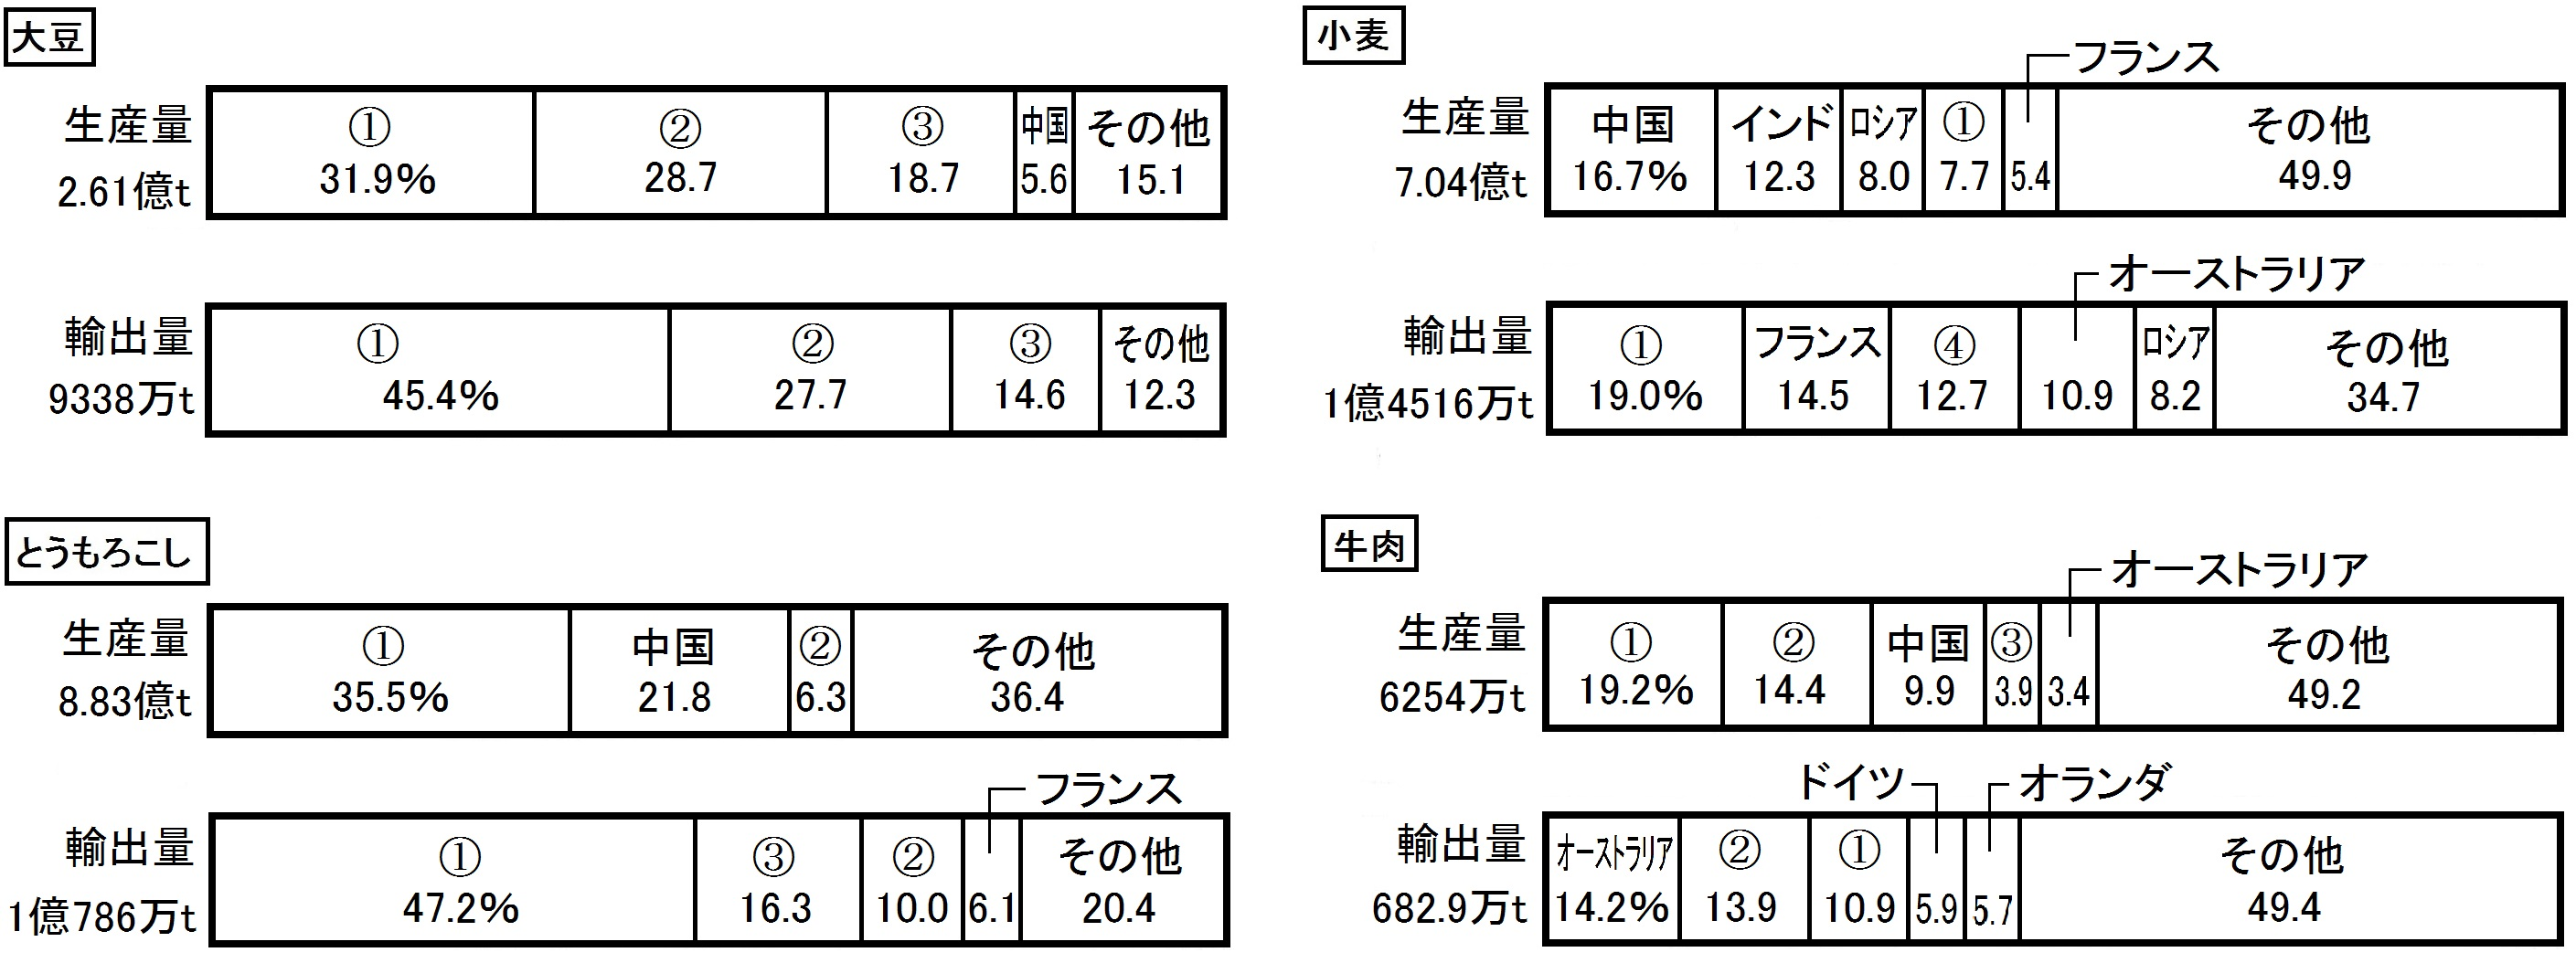 大豆
生産量
2.61億t
① ② ③ 中国 その他
31.9% 28.7 18.7 5.6 15.1
輸出量
9338万t
① ② ③ その他
45.4% 27.7 14.6 12.3
小麦
フランス
生産量
7.04億t
中国 インド ロシア ① その他
16.7% 12.3 8.0 7.7 5.4 49.9
オーストラリア
輸出量
1億4516万t
① フランス ④ ロシア その他
19.0% 14.5 12.7 10.9 8.2 34.7
とうもろこし
生産量
8.83億t
① 中国 ② その他
35.5% 21.8 6.3 36.4
フランス
輸出量
1億786万t
① ③ ② その他
47.2% 16.3 10.0 6.1 20.4
牛肉
オーストラリア
生産量
6254万t
① ② 中国 ③ その他
19.2% 14.4 9.9 3.9 3.4 49.2
ドイツ オランダ
輸出量
682.9万t
オーストラリア ② ① その他
14.2% 13.9 10.9 5.9 5.7 49.4